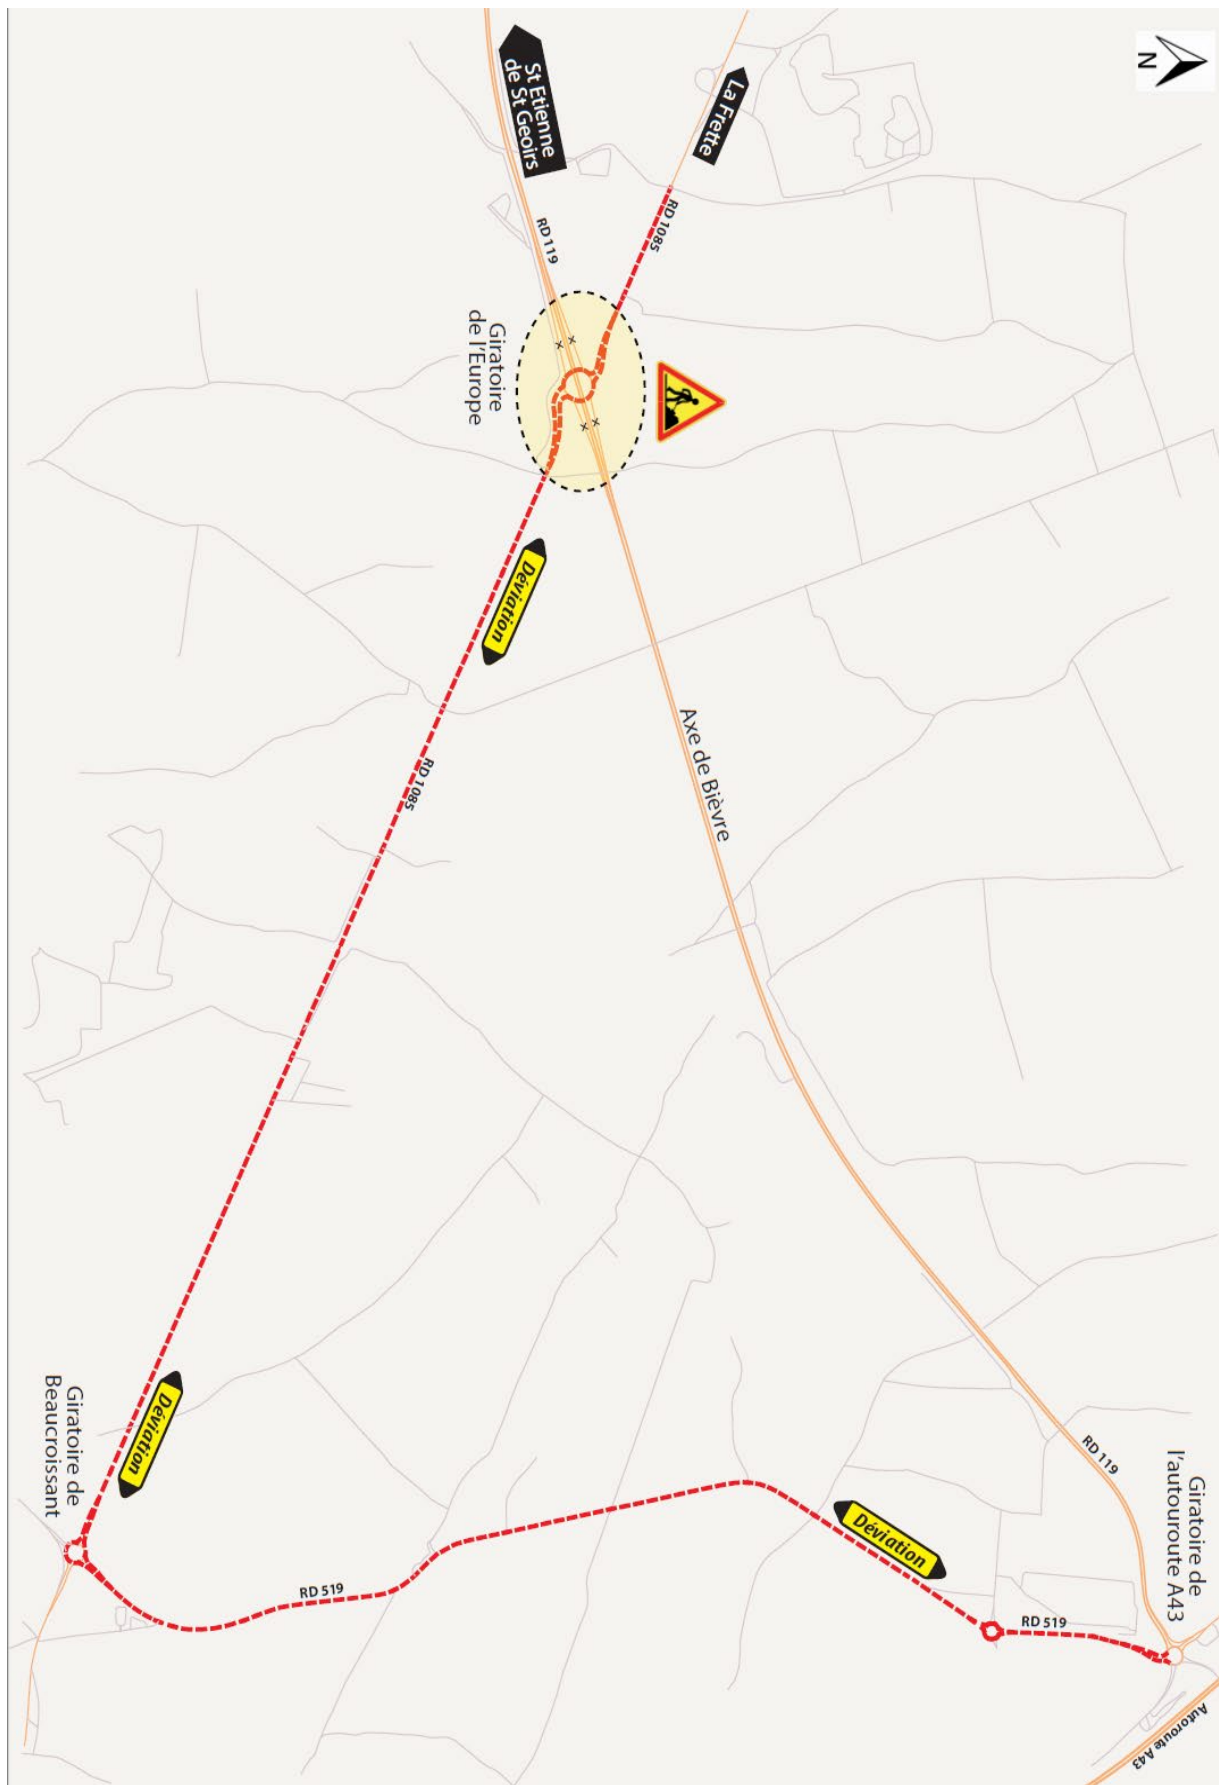 N
St Etienne
de St Geoirs
La Frette
RD 1085
RD 119
Giratoire
de l'Europe
Déviation
Axe de Bièvre
RD 1085
RD 119
Giratoire de
l'autouroute A43
Déviation
Giratoire de
Beaucroissant
Déviation
RD 519
RD 519
Autoroute A43